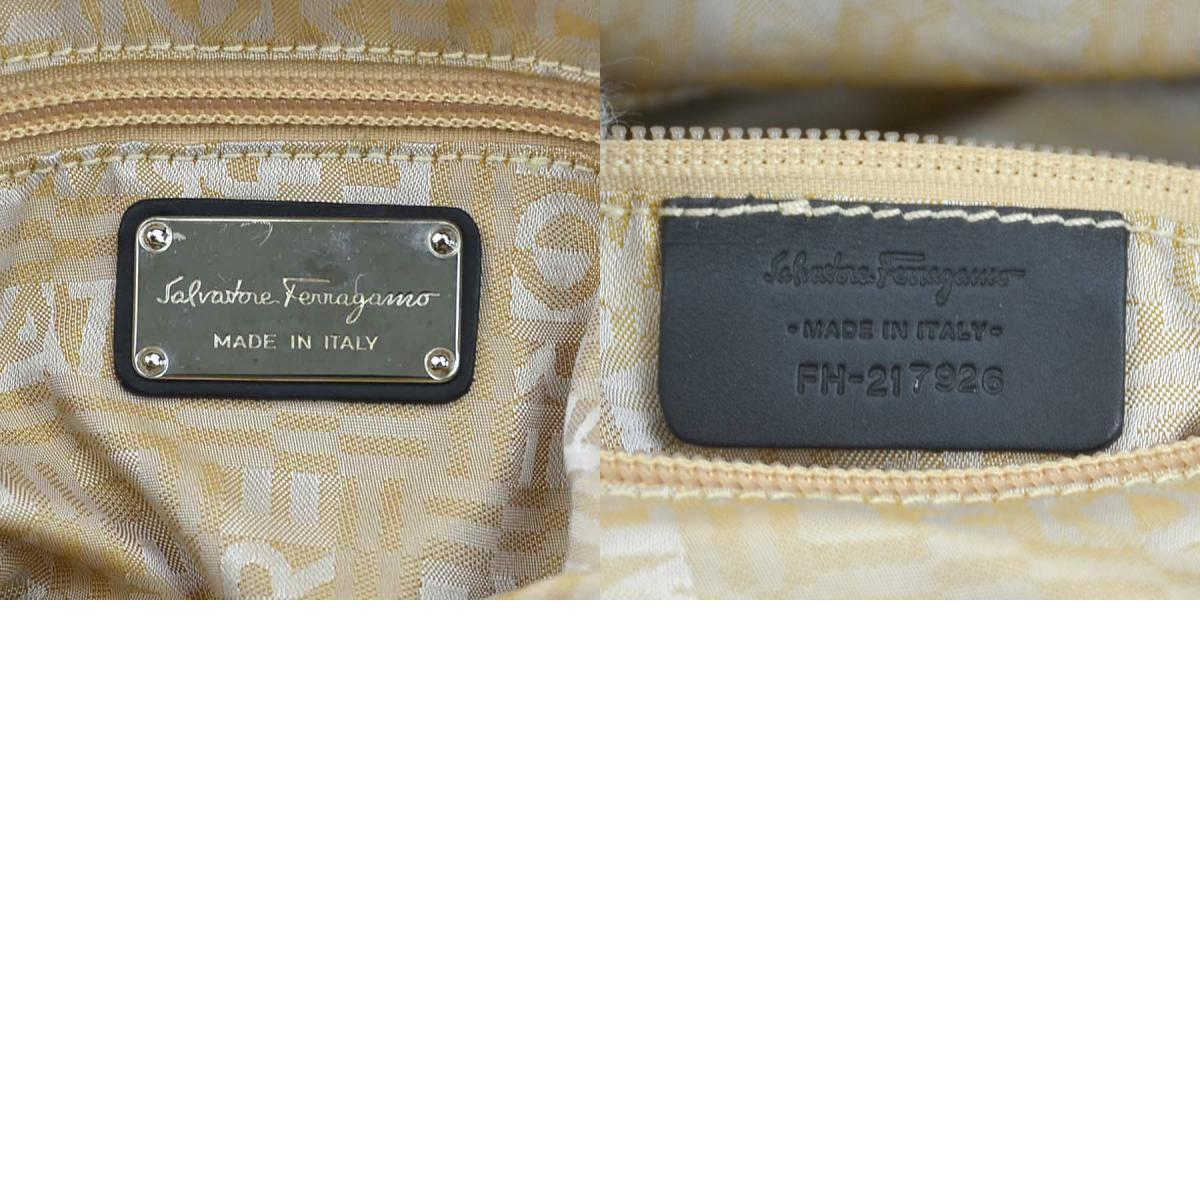 Salvatore Ferragamo
MADE IN ITALY
Salvatore Ferragamo
-MADE IN ITALY-
FH-217926